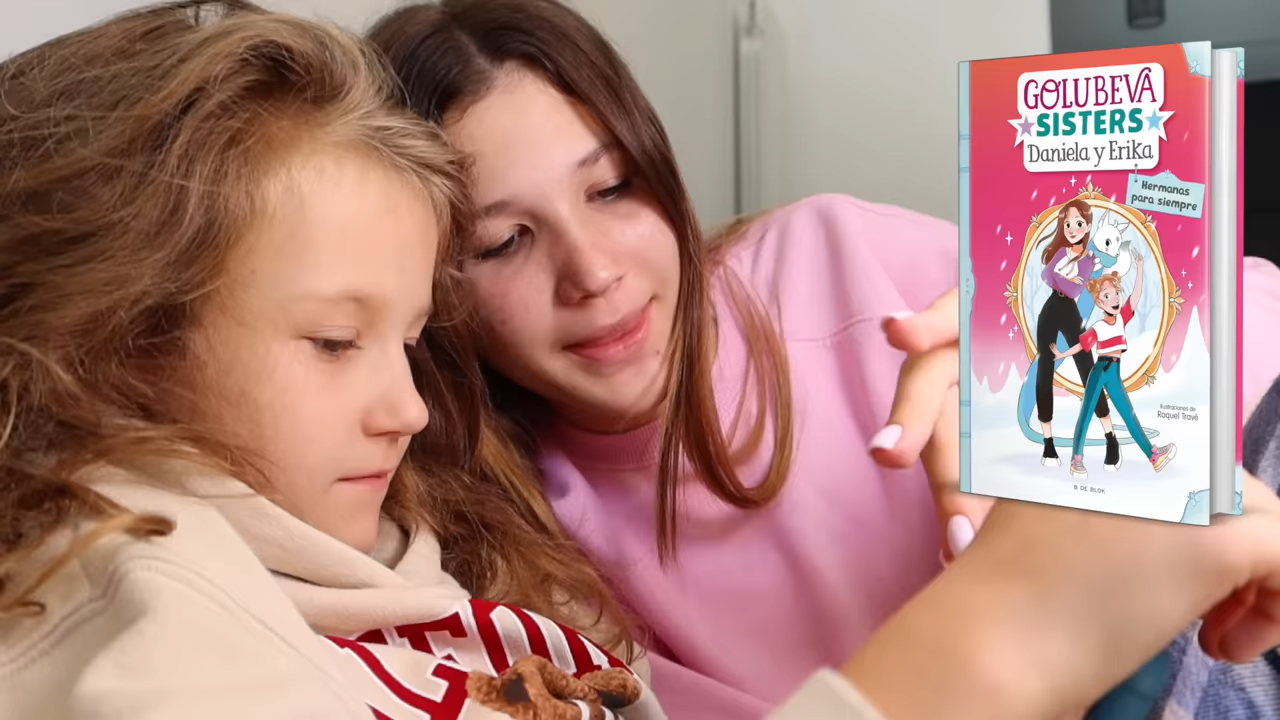 GOLUBEVA
SISTERS
Daniela y Erika
Hermanas
para siempre
Ilustraciones de
Raquel Travé
B DE BLOK